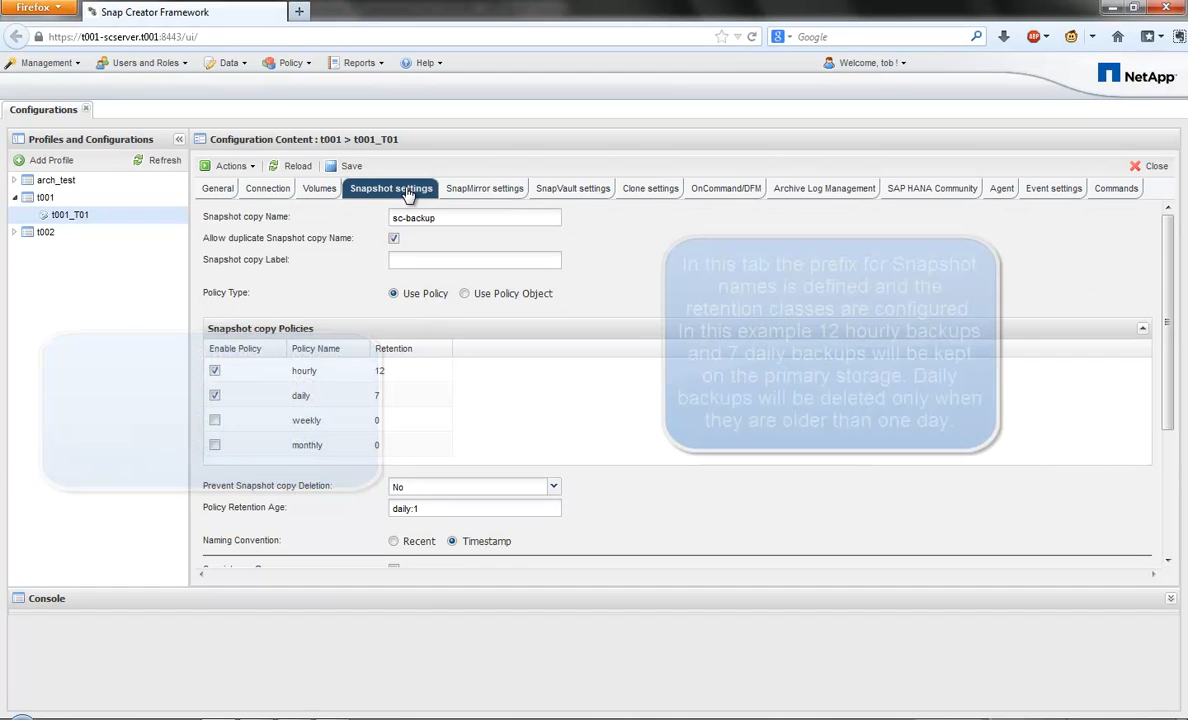 Firefox
Snap Creator Framework
https://t001-scserver.t001:8443/ui/
Google
ABP
Management
Users and Roles
Data
Policy
Reports
Help
Welcome, tob !
NetApp
Configurations
Profiles and Configurations
Configuration Content : t001 > t001_T01
Add Profile
Refresh
Actions
Reload
Save
Close
arch_test
t001
t001_T01
t002
General
Connection
Volumes
Snapshot settings
SnapMirror settings
SnapVault settings
Clone settings
OnCommand/DFM
Archive Log Management
SAP HANA Community
Agent
Event settings
Commands
Snapshot copy Name:
sc-backup
Allow duplicate Snapshot copy Name:
Snapshot copy Label:
Policy Type:
Use Policy
Use Policy Object
In this tab the prefix for Snapshot
names is defined and the
retention classes are configured
In this example 12 hourly backups
and 7 daily backups will be kept
on the primary storage. Daily
backups will be deleted only when
they are older than one day.
Snapshot copy Policies
Enable Policy
Policy Name
Retention
hourly
12
daily
7
weekly
0
monthly
0
Prevent Snapshot copy Deletion:
No
Policy Retention Age:
daily:1
Naming Convention:
Recent
Timestamp
Console